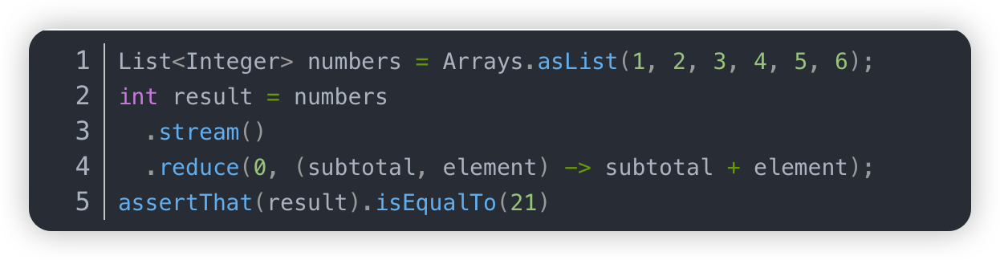 1 List<Integer> numbers = Arrays.asList(1, 2, 3, 4, 5, 6);
2 int result = numbers
3   .stream()
4   .reduce(0, (subtotal, element) -> subtotal + element);
5 assertThat(result).isEqualTo(21)